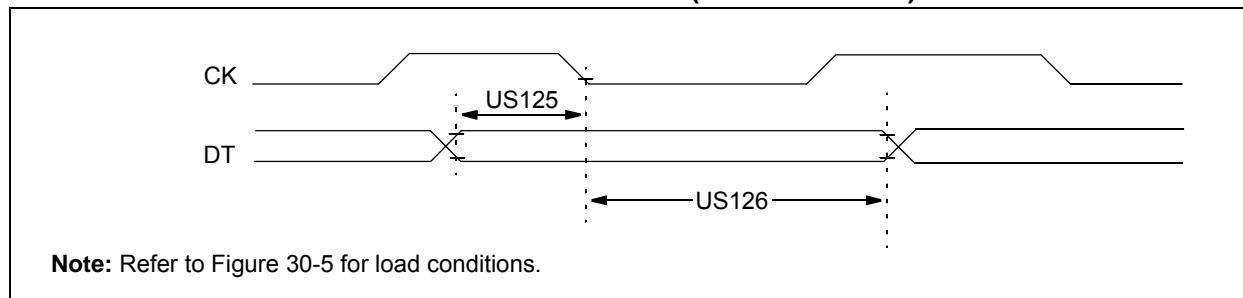 CK
US125
DT
US126
Note: Refer to Figure 30-5 for load conditions.